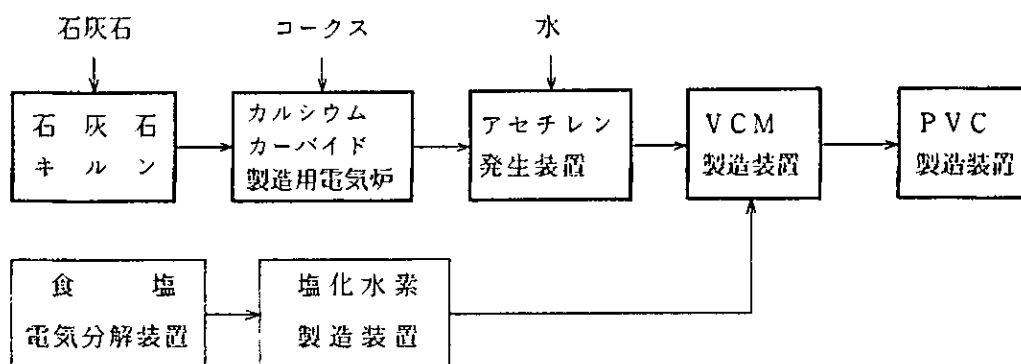 石灰石
コークス
水
石灰石
キルン
カルシウム
カーバイド
製造用電気炉
アセチレン
発生装置
VCM
製造装置
PVC
製造装置
食塩
電気分解装置
塩化水素
製造装置